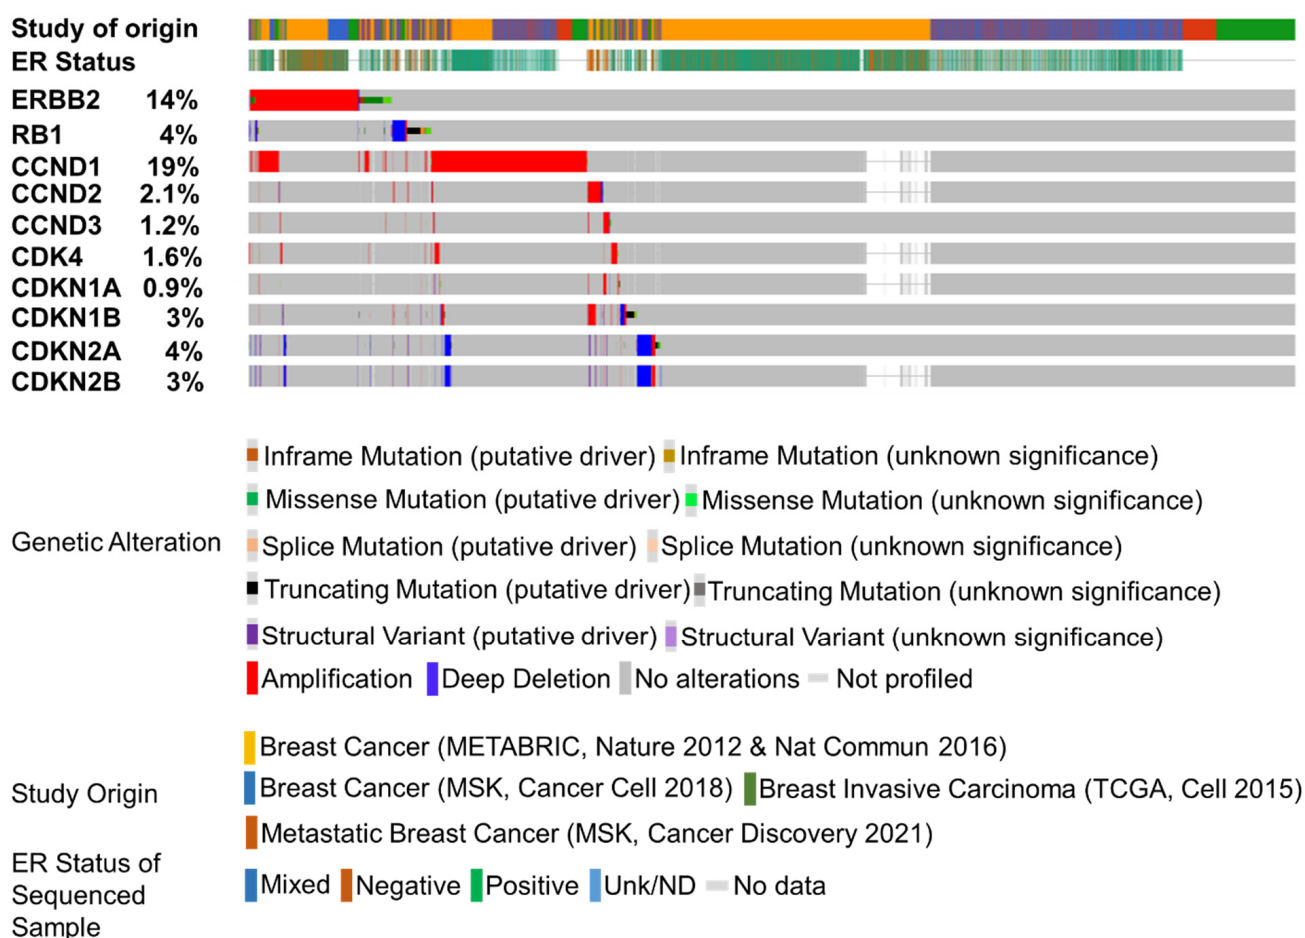 Study of origin
ER Status
ERBB2 14%
RB1 4%
CCND1 19%
CCND2 2.1%
CCND3 1.2%
CDK4 1.6%
CDKN1A 0.9%
CDKN1B 3%
CDKN2A 4%
CDKN2B 3%
Genetic Alteration
Inframe Mutation (putative driver) Inframe Mutation (unknown significance)
Missense Mutation (putative driver) Missense Mutation (unknown significance)
Splice Mutation (putative driver) Splice Mutation (unknown significance)
Truncating Mutation (putative driver) Truncating Mutation (unknown significance)
Structural Variant (putative driver) Structural Variant (unknown significance)
Amplification Deep Deletion No alterations Not profiled
Study Origin
Breast Cancer (METABRIC, Nature 2012 & Nat Commun 2016)
Breast Cancer (MSK, Cancer Cell 2018) Breast Invasive Carcinoma (TCGA, Cell 2015)
Metastatic Breast Cancer (MSK, Cancer Discovery 2021)
ER Status of
Sequenced
Sample
Mixed Negative Positive Unk/ND No data